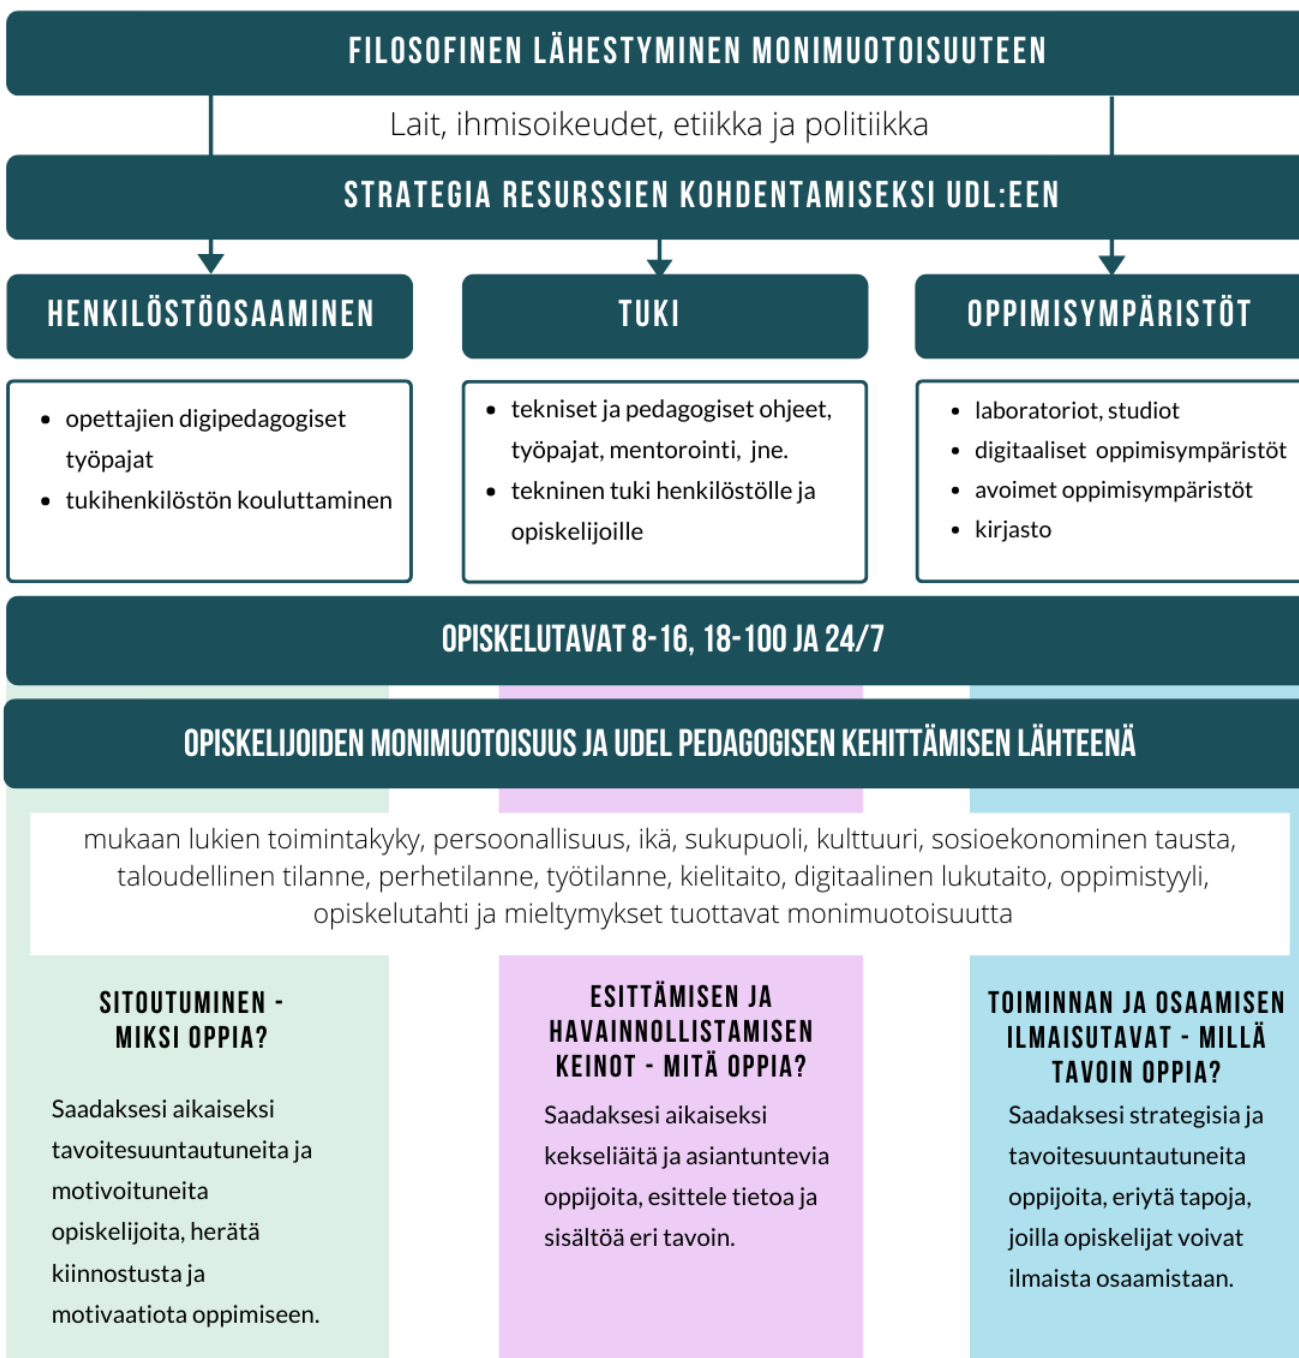 FILOSOFINEN LÄHESTYMINEN MONIMUOTOISUUTEEN
Lait, ihmisoikeudet, etiikka ja politiikka
STRATEGIA RESURSSIEN KOHDENTAMISEKSI UDL:EEN
HENKILÖSTÖOSAAMINEN
• opettajien digipedagogiset
työpajat
• tukihenkilöstön kouluttaminen
TUKI
• tekniset ja pedagogiset ohjeet,
työpajat, mentorointi, jne.
• tekninen tuki henkilöstölle ja
opiskelijoille
OPPIMISYMPÄRISTÖT
• laboratoriot, studiot
• digitaaliset oppimisympäristöt
• avoimet oppimisympäristöt
• kirjasto
OPISKELUTAVAT 8-16, 18-100 JA 24/7
OPISKELIJOIDEN MONIMUOTOISUUS JA UDEL PEDAGOGISEN KEHITTÄMISEN LÄHTEENÄ
mukaan lukien toimintakyky, persoonallisuus, ikä, sukupuoli, kulttuuri, sosioekonominen tausta,
taloudellinen tilanne, perhetilanne, työtilanne, kielitaito, digitaalinen lukutaito, oppimistyyli,
opiskelutahti ja mieltymykset tuottavat monimuotoisuutta
SITOUTUMINEN -
MIKSI OPPIA?
Saadaksesi aikaiseksi
tavoitesuuntautuneita ja
motivoituneita
opiskelijoita, herätä
kiinnostusta ja
motivaatiota oppimiseen.
ESITTÄMISEN JA
HAVAINNOLLISTAMISEN
KEINOT - MITÄ OPPIA?
Saadaksesi aikaiseksi
kekseliäitä ja asiantuntevia
oppijoita, esittele tietoa ja
sisältöä eri tavoin.
TOIMINNAN JA OSAAMISEN
ILMAISUTAVAT - MILLÄ
TAVOIN OPPIA?
Saadaksesi strategisia ja
tavoitesuuntautuneita
oppijoita, eriytä tapoja,
joilla opiskelijat voivat
ilmaista osaamistaan.